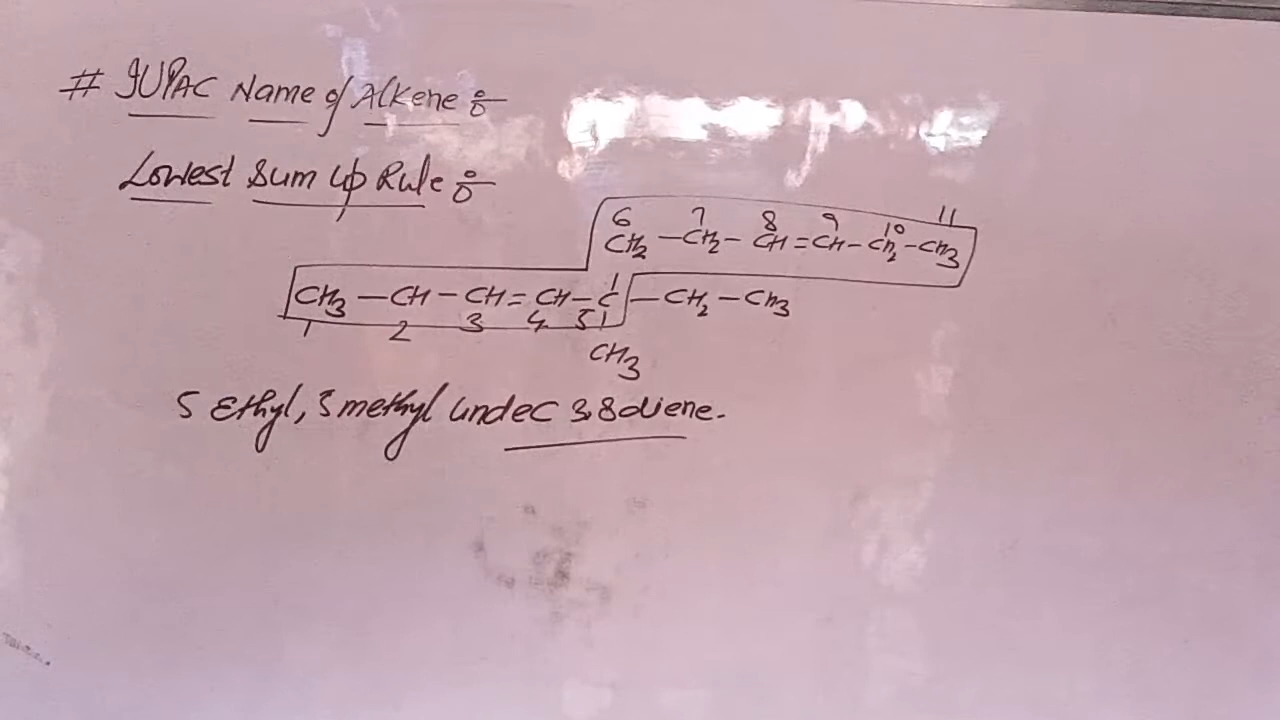 # IUPAC Name of Alkene :-
Lowest Sum up Rule :-
6 7 8 9 10 11
CH2 - CH2 - CH = CH - CH2 - CH3
CH3 - CH - CH = CH - C - CH2 - CH3
1 2 3 4 5
CH3
5 Ethyl, 5 methyl undec 3,8 diene.